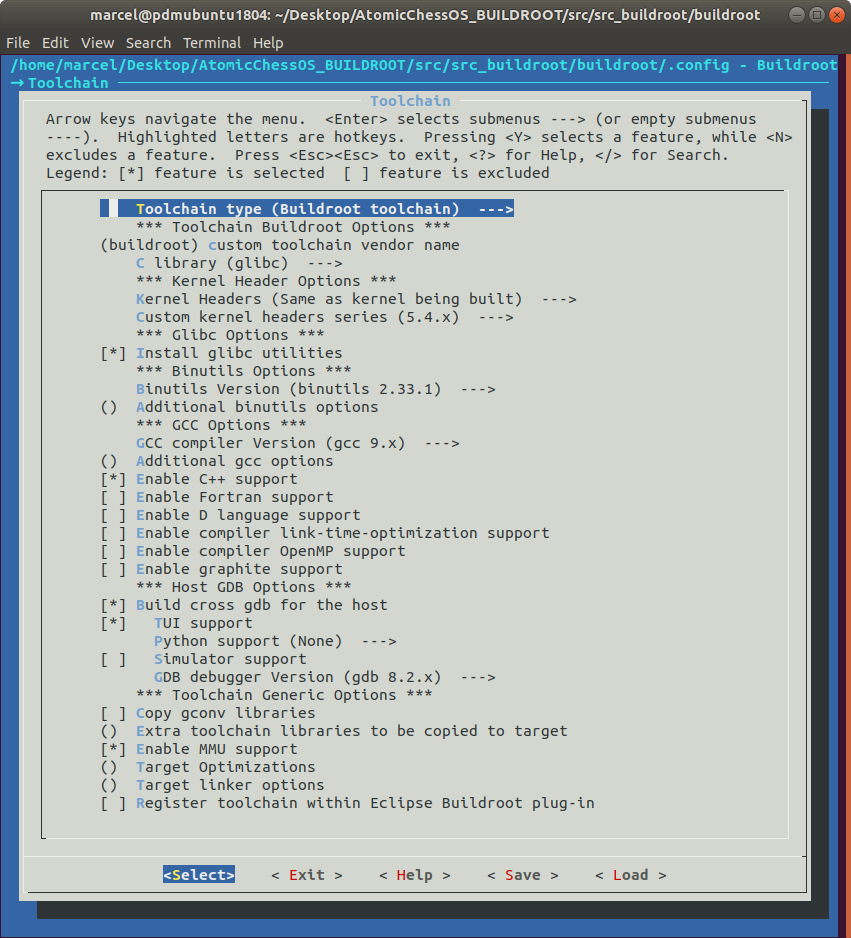 marcel@pdmubuntu1804: ~/Desktop/AtomicChessOS_BUILDROOT/src/src_buildroot/buildroot
File Edit View Search Terminal Help
/home/marcel/Desktop/AtomicChessOS_BUILDROOT/src/src_buildroot/buildroot/.config - Buildroot
→ Toolchain
Toolchain
Arrow keys navigate the menu.  <Enter> selects submenus ---> (or empty submenus
----).  Highlighted letters are hotkeys.  Pressing <Y> selects a feature, while <N>
excludes a feature.  Press <Esc><Esc> to exit, <?> for Help, </> for Search.
Legend: [*] feature is selected  [ ] feature is excluded
Toolchain type (Buildroot toolchain)  --->
*** Toolchain Buildroot Options ***
(buildroot) custom toolchain vendor name
C library (glibc)  --->
*** Kernel Header Options ***
Kernel Headers (Same as kernel being built)  --->
Custom kernel headers series (5.4.x)  --->
*** Glibc Options ***
[*] Install glibc utilities
*** Binutils Options ***
Binutils Version (binutils 2.33.1)  --->
()  Additional binutils options
*** GCC Options ***
GCC compiler Version (gcc 9.x)  --->
()  Additional gcc options
[*] Enable C++ support
[ ] Enable Fortran support
[ ] Enable D language support
[ ] Enable compiler link-time-optimization support
[ ] Enable compiler OpenMP support
[ ] Enable graphite support
*** Host GDB Options ***
[*] Build cross gdb for the host
[*]   TUI support
Python support (None)  --->
[ ]   Simulator support
GDB debugger Version (gdb 8.2.x)  --->
*** Toolchain Generic Options ***
[ ] Copy gconv libraries
()  Extra toolchain libraries to be copied to target
[*] Enable MMU support
()  Target Optimizations
()  Target linker options
[ ] Register toolchain within Eclipse Buildroot plug-in
<Select>    < Exit >    < Help >    < Save >    < Load >